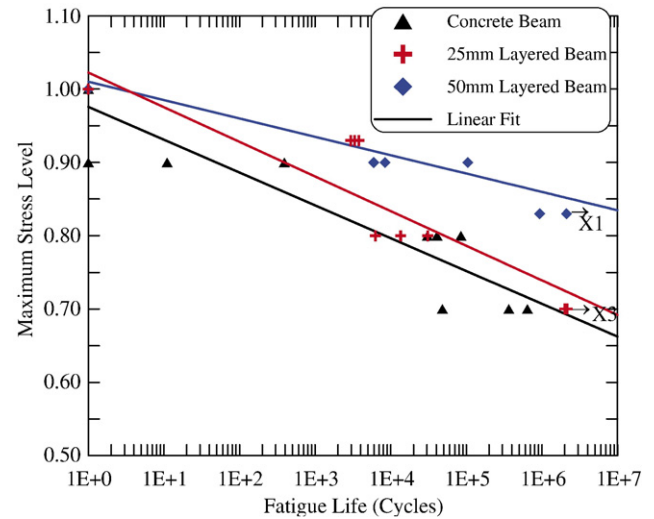 1.10
1.00
0.90
0.80
0.70
0.60
0.50
Maximum Stress Level
Concrete Beam
25mm Layered Beam
50mm Layered Beam
Linear Fit
X1
X3
1E+0 1E+1 1E+2 1E+3 1E+4 1E+5 1E+6 1E+7
Fatigue Life (Cycles)